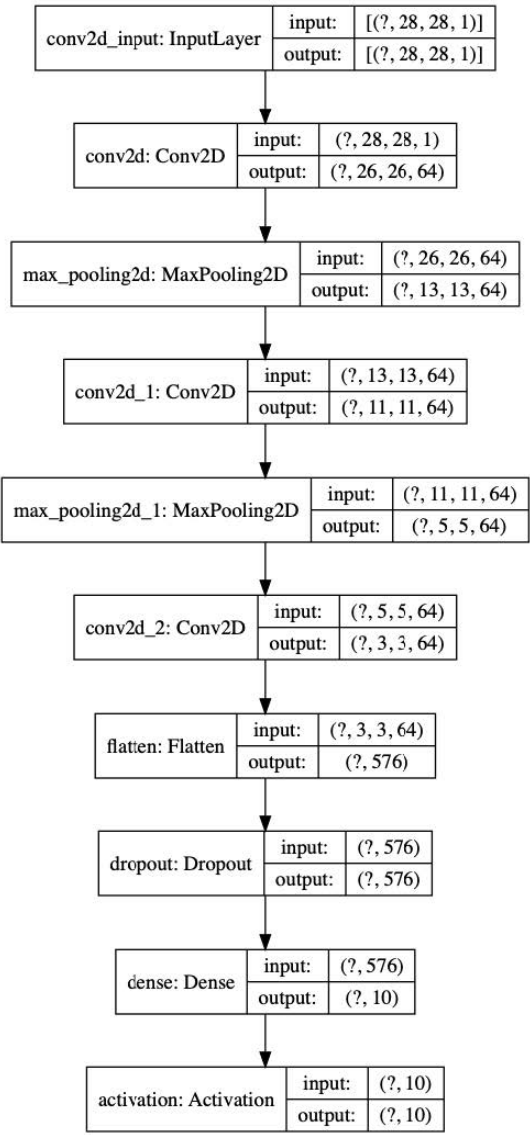 conv2d_input: InputLayer
input: [(?, 28, 28, 1)]
output: [(?, 28, 28, 1)]
conv2d: Conv2D
input: (?, 28, 28, 1)
output: (?, 26, 26, 64)
max_pooling2d: MaxPooling2D
input: (?, 26, 26, 64)
output: (?, 13, 13, 64)
conv2d_1: Conv2D
input: (?, 13, 13, 64)
output: (?, 11, 11, 64)
max_pooling2d_1: MaxPooling2D
input: (?, 11, 11, 64)
output: (?, 5, 5, 64)
conv2d_2: Conv2D
input: (?, 5, 5, 64)
output: (?, 3, 3, 64)
flatten: Flatten
input: (?, 3, 3, 64)
output: (?, 576)
dropout: Dropout
input: (?, 576)
output: (?, 576)
dense: Dense
input: (?, 576)
output: (?, 10)
activation: Activation
input: (?, 10)
output: (?, 10)